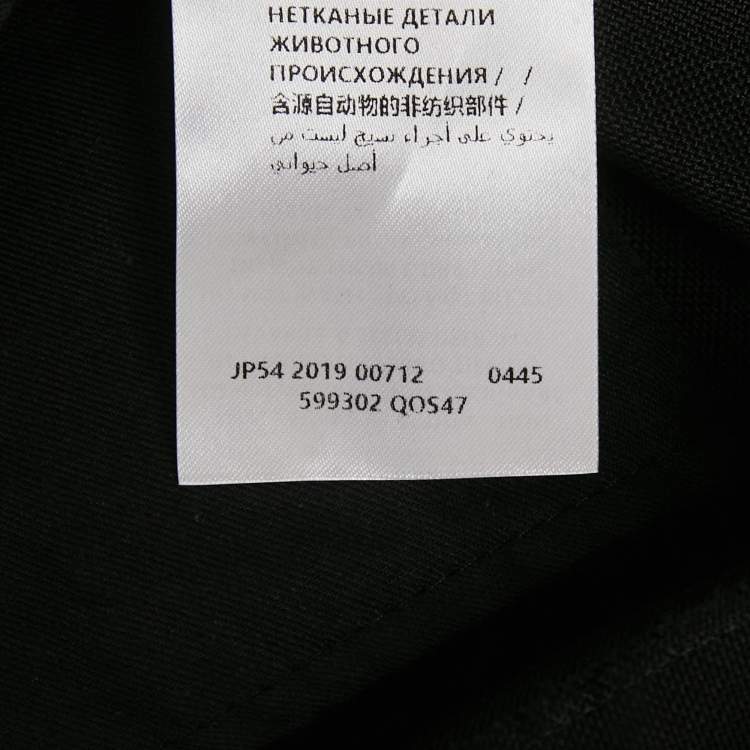 НЕТКАНЫЕ ДЕТАЛИ
ЖИВОТНОГО
ПРОИСХОЖДЕНИЯ / /
含源自动物的非纺织部件 /
يحتوي على أجزاء نسيج ليست من
أصل حيواني
JP54 2019 00712 0445
599302 QOS47